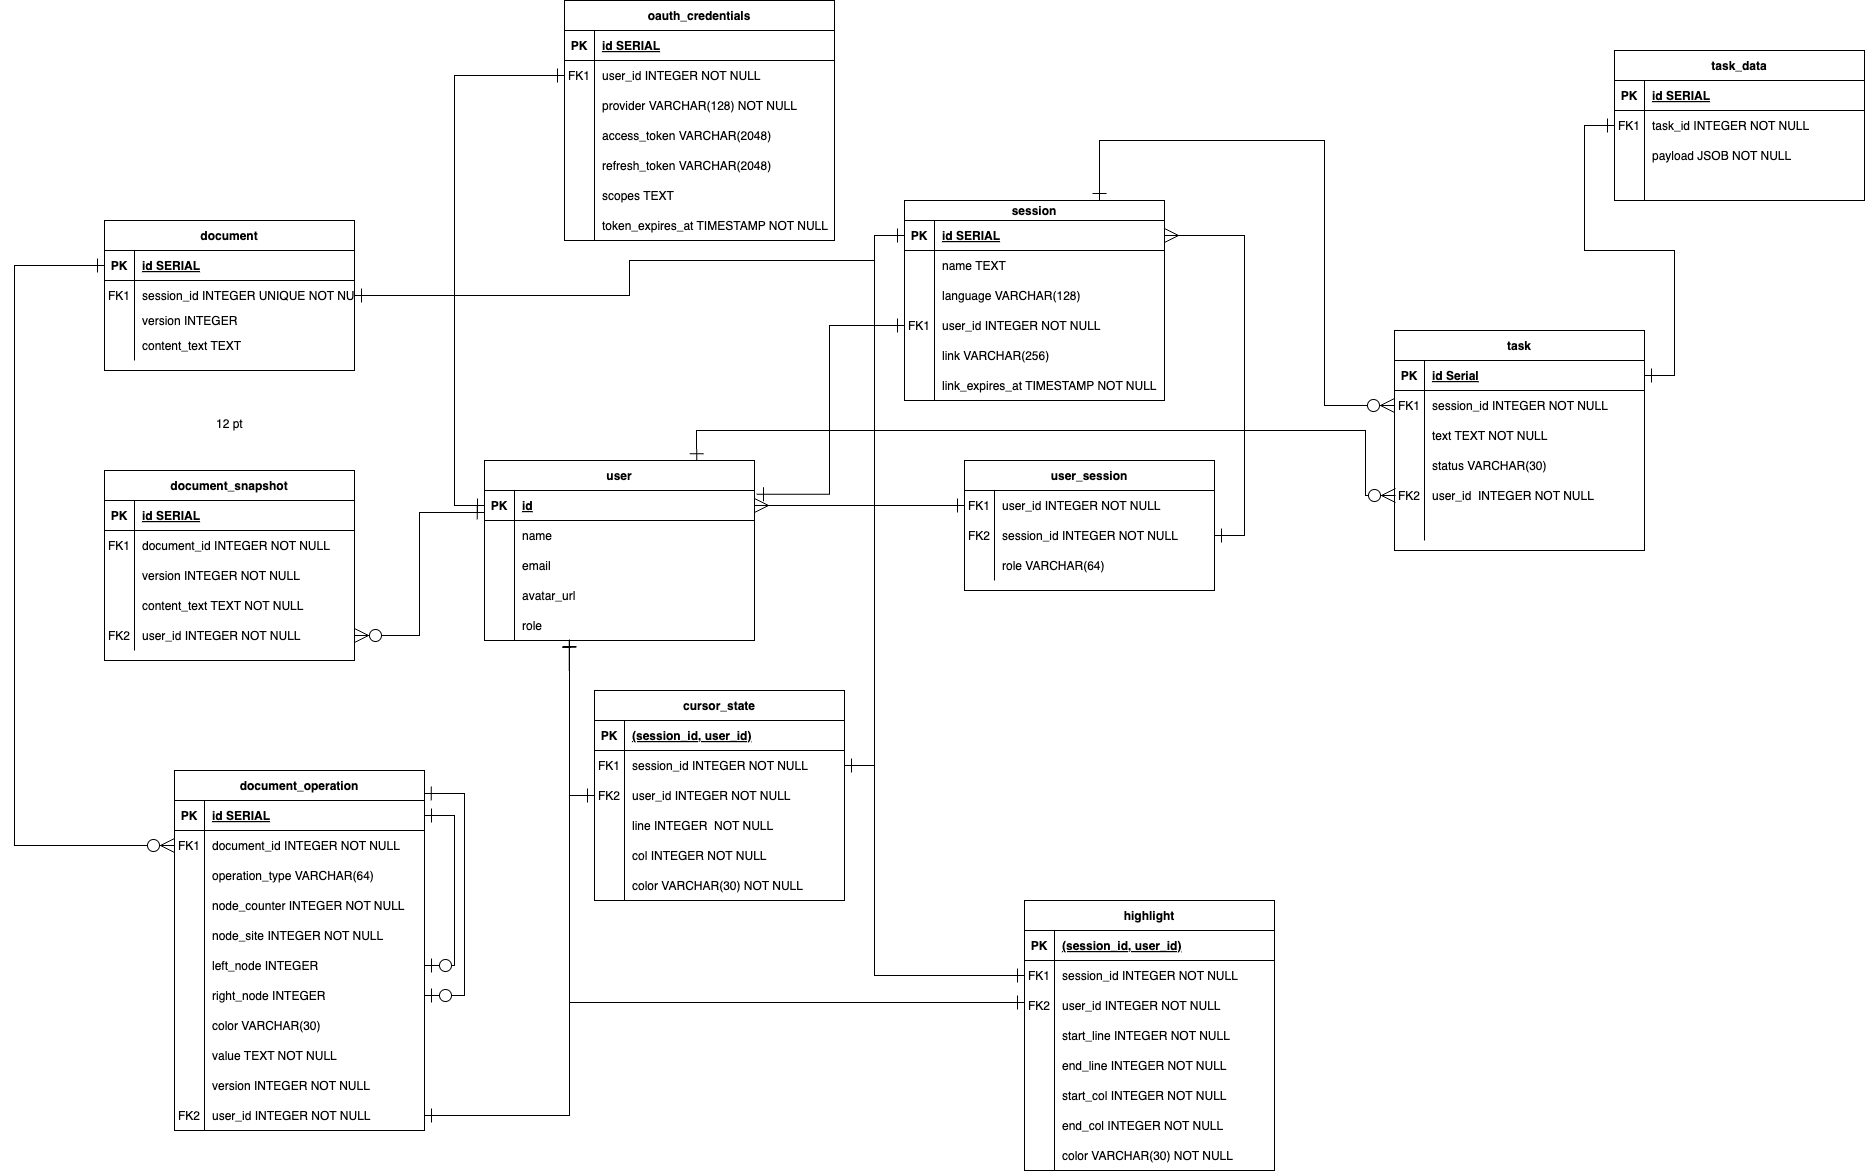 oauth_credentials
PK id SERIAL
FK1 user_id INTEGER NOT NULL
provider VARCHAR(128) NOT NULL
access_token VARCHAR(2048)
refresh_token VARCHAR(2048)
scopes TEXT
token_expires_at TIMESTAMP NOT NULL
task_data
PK id SERIAL
FK1 task_id INTEGER NOT NULL
payload JSOB NOT NULL
document
PK id SERIAL
FK1 session_id INTEGER UNIQUE NOT NU
version INTEGER
content_text TEXT
session
PK id SERIAL
name TEXT
language VARCHAR(128)
FK1 user_id INTEGER NOT NULL
link VARCHAR(256)
link_expires_at TIMESTAMP NOT NULL
task
PK id Serial
FK1 session_id INTEGER NOT NULL
text TEXT NOT NULL
status VARCHAR(30)
FK2 user_id INTEGER NOT NULL
12 pt
document_snapshot
PK id SERIAL
FK1 document_id INTEGER NOT NULL
version INTEGER NOT NULL
content_text TEXT NOT NULL
FK2 user_id INTEGER NOT NULL
user
PK id
name
email
avatar_url
role
user_session
FK1 user_id INTEGER NOT NULL
FK2 session_id INTEGER NOT NULL
role VARCHAR(64)
cursor_state
PK (session_id, user_id)
FK1 session_id INTEGER NOT NULL
FK2 user_id INTEGER NOT NULL
line INTEGER NOT NULL
col INTEGER NOT NULL
color VARCHAR(30) NOT NULL
document_operation
PK id SERIAL
FK1 document_id INTEGER NOT NULL
operation_type VARCHAR(64)
node_counter INTEGER NOT NULL
node_site INTEGER NOT NULL
left_node INTEGER
right_node INTEGER
color VARCHAR(30)
value TEXT NOT NULL
version INTEGER NOT NULL
FK2 user_id INTEGER NOT NULL
highlight
PK (session_id, user_id)
FK1 session_id INTEGER NOT NULL
FK2 user_id INTEGER NOT NULL
start_line INTEGER NOT NULL
end_line INTEGER NOT NULL
start_col INTEGER NOT NULL
end_col INTEGER NOT NULL
color VARCHAR(30) NOT NULL